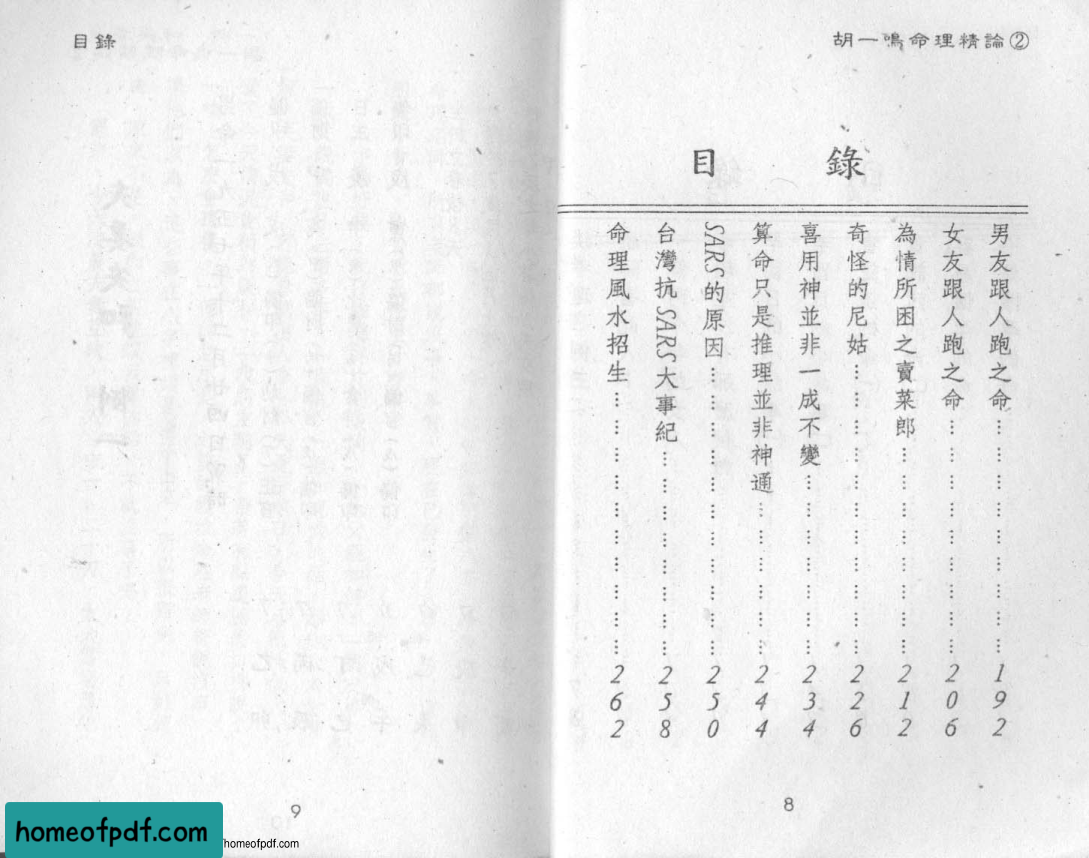 胡一鳴命理精論②
目錄
男友跟人跑之命……………………192
女友跟人跑之命……………………206
為情所困之賣菜郎…………………212
奇怪的尼姑…………………………226
喜用神並非一成不變………………234
算命只是推理並非神通……………244
SARS的原因…………………………250
台灣抗SARS大事紀…………………258
命理風水招生………………………262
8
目錄
9
homeofpdf.com
homeofpdf.com